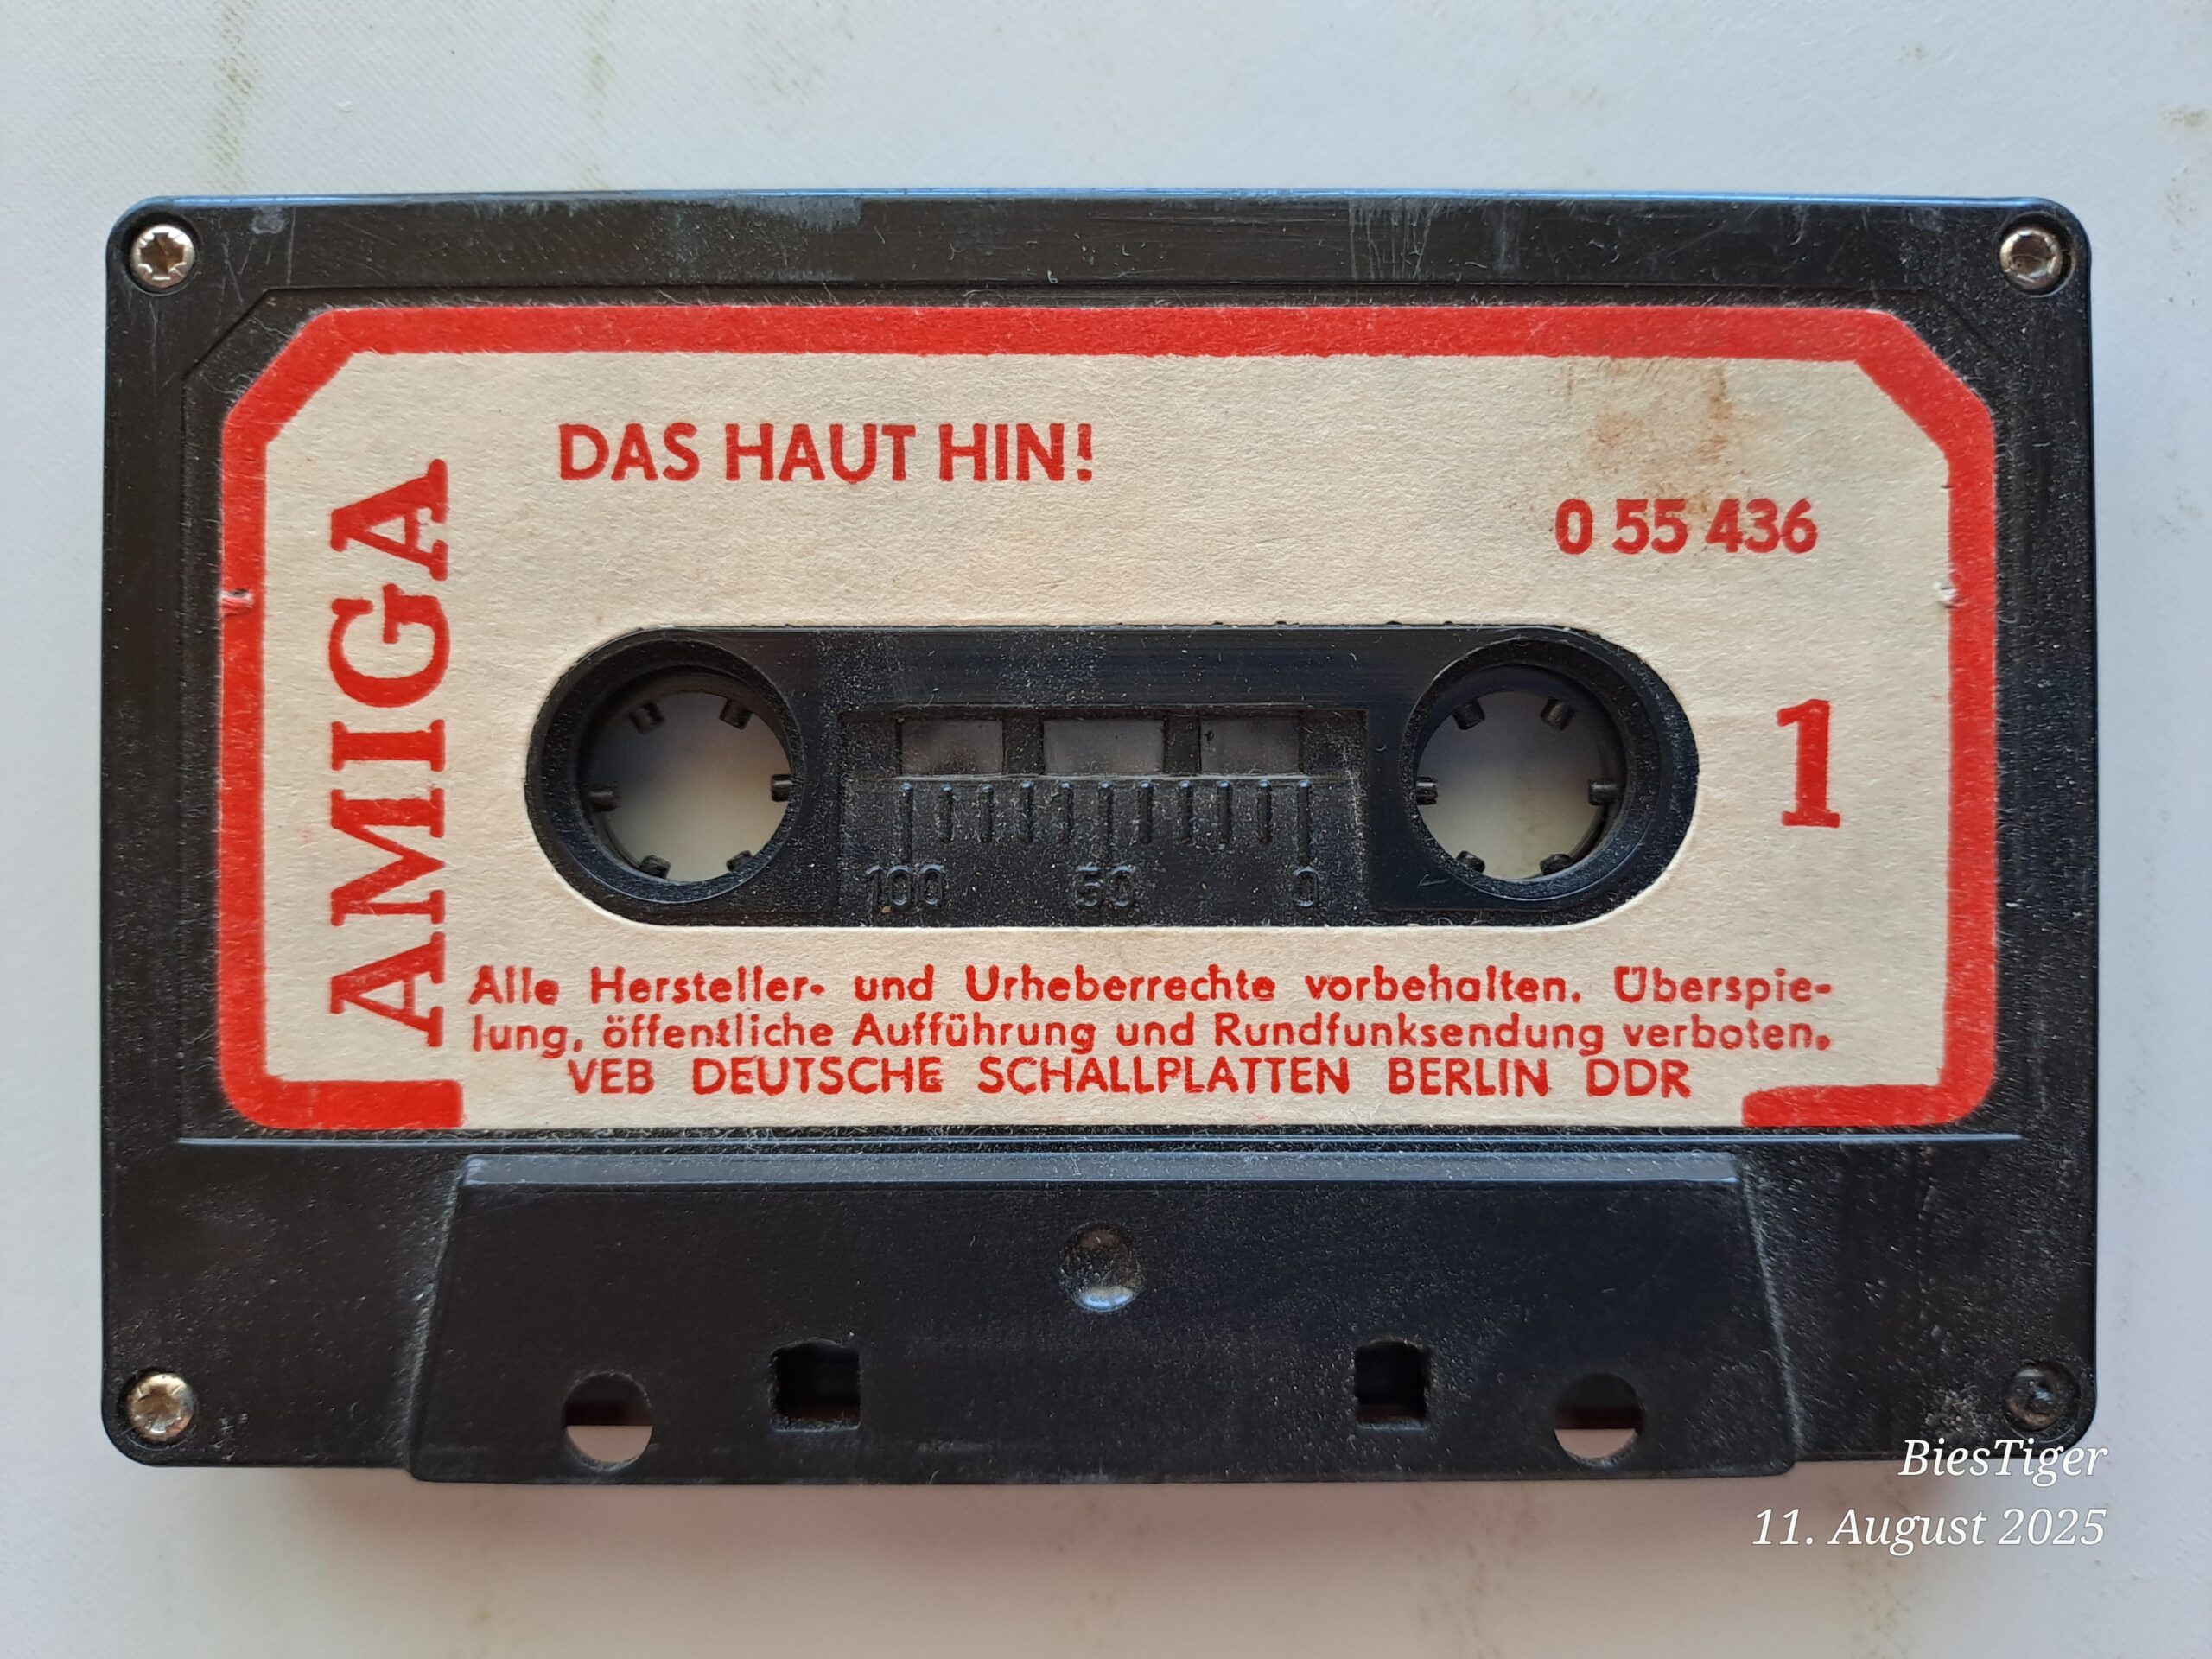 DAS HAUT HIN!
0 55 436
AMIGA
1
100 50 0
Alle Hersteller- und Urheberrechte vorbehalten. Überspie-
lung, öffentliche Aufführung und Rundfunksendung verboten.
VEB DEUTSCHE SCHALLPLATTEN BERLIN DDR
BiesTiger
11. August 2025